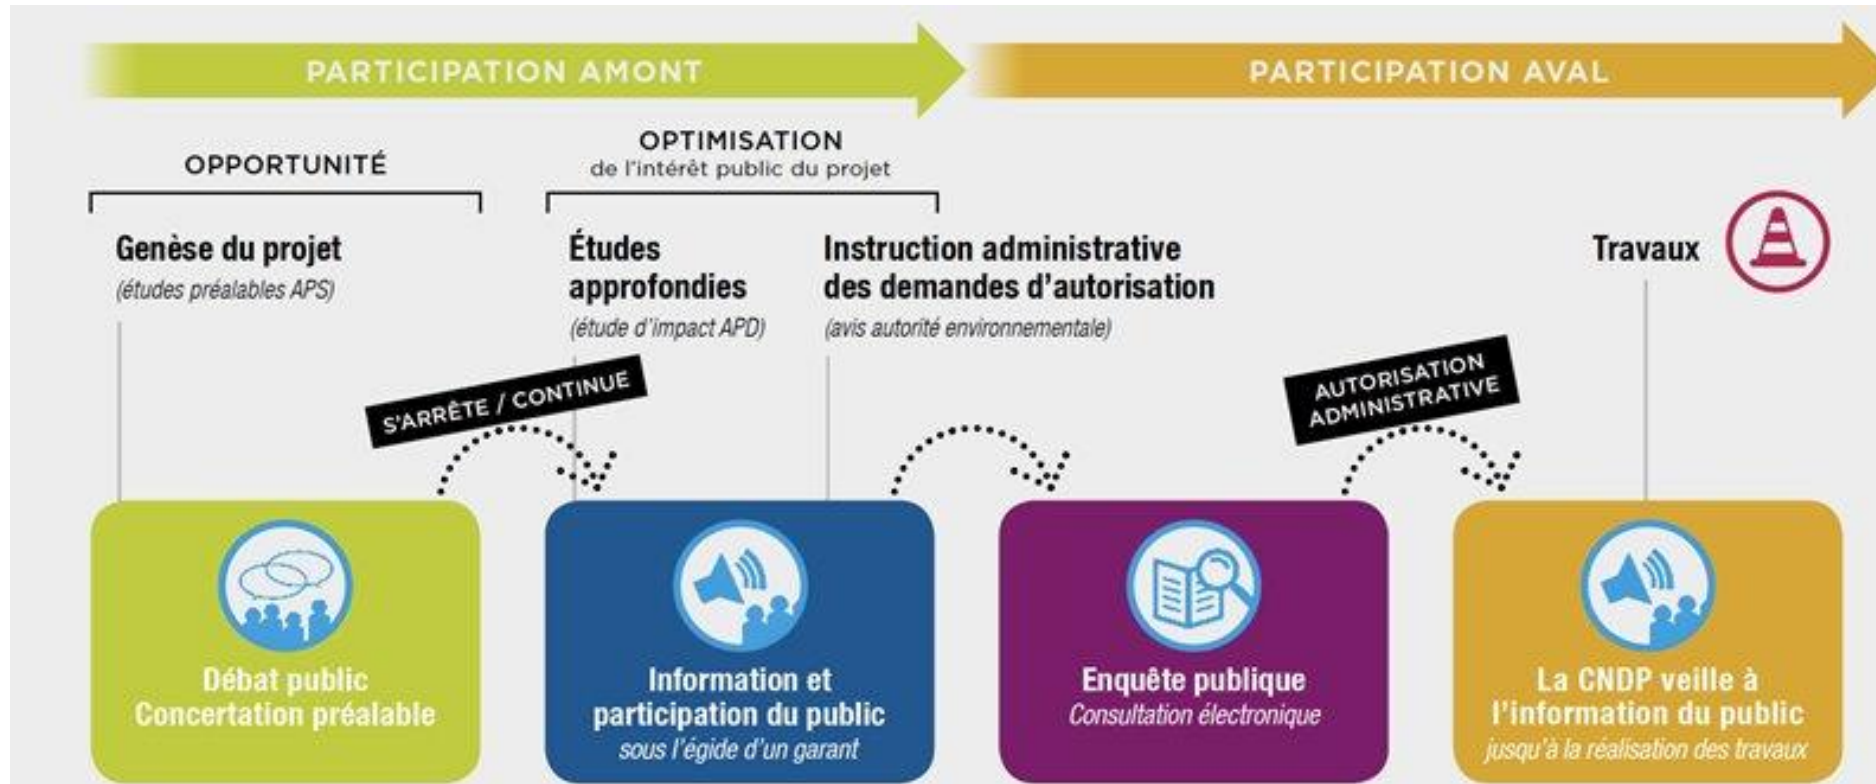 PARTICIPATION AMONT
PARTICIPATION AVAL
OPPORTUNITÉ
OPTIMISATION
de l'intérêt public du projet
Genèse du projet
(études préalables APS)
Études
approfondies
(étude d'impact APD)
Instruction administrative
des demandes d'autorisation
(avis autorité environnementale)
Travaux
S'ARRÊTE / CONTINUE
AUTORISATION
ADMINISTRATIVE
Débat public
Concertation préalable
Information et
participation du public
sous l'égide d'un garant
Enquête publique
Consultation électronique
La CNDP veille à
l'information du public
jusqu'à la réalisation des travaux